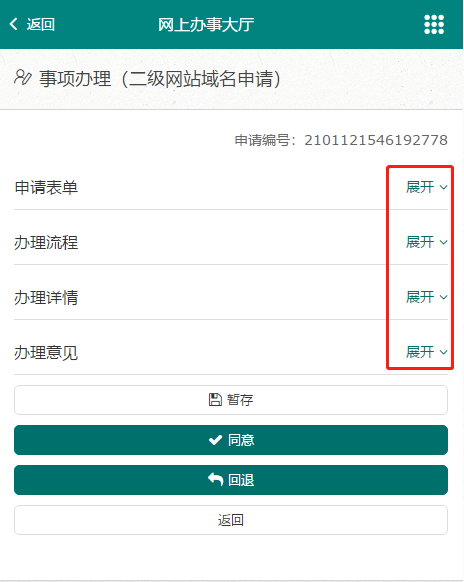 返回 网上办事大厅
事项办理（二级网站域名申请）
申请编号：2101121546192778
申请表单 展开
办理流程 展开
办理详情 展开
办理意见 展开
暂存
同意
回退
返回